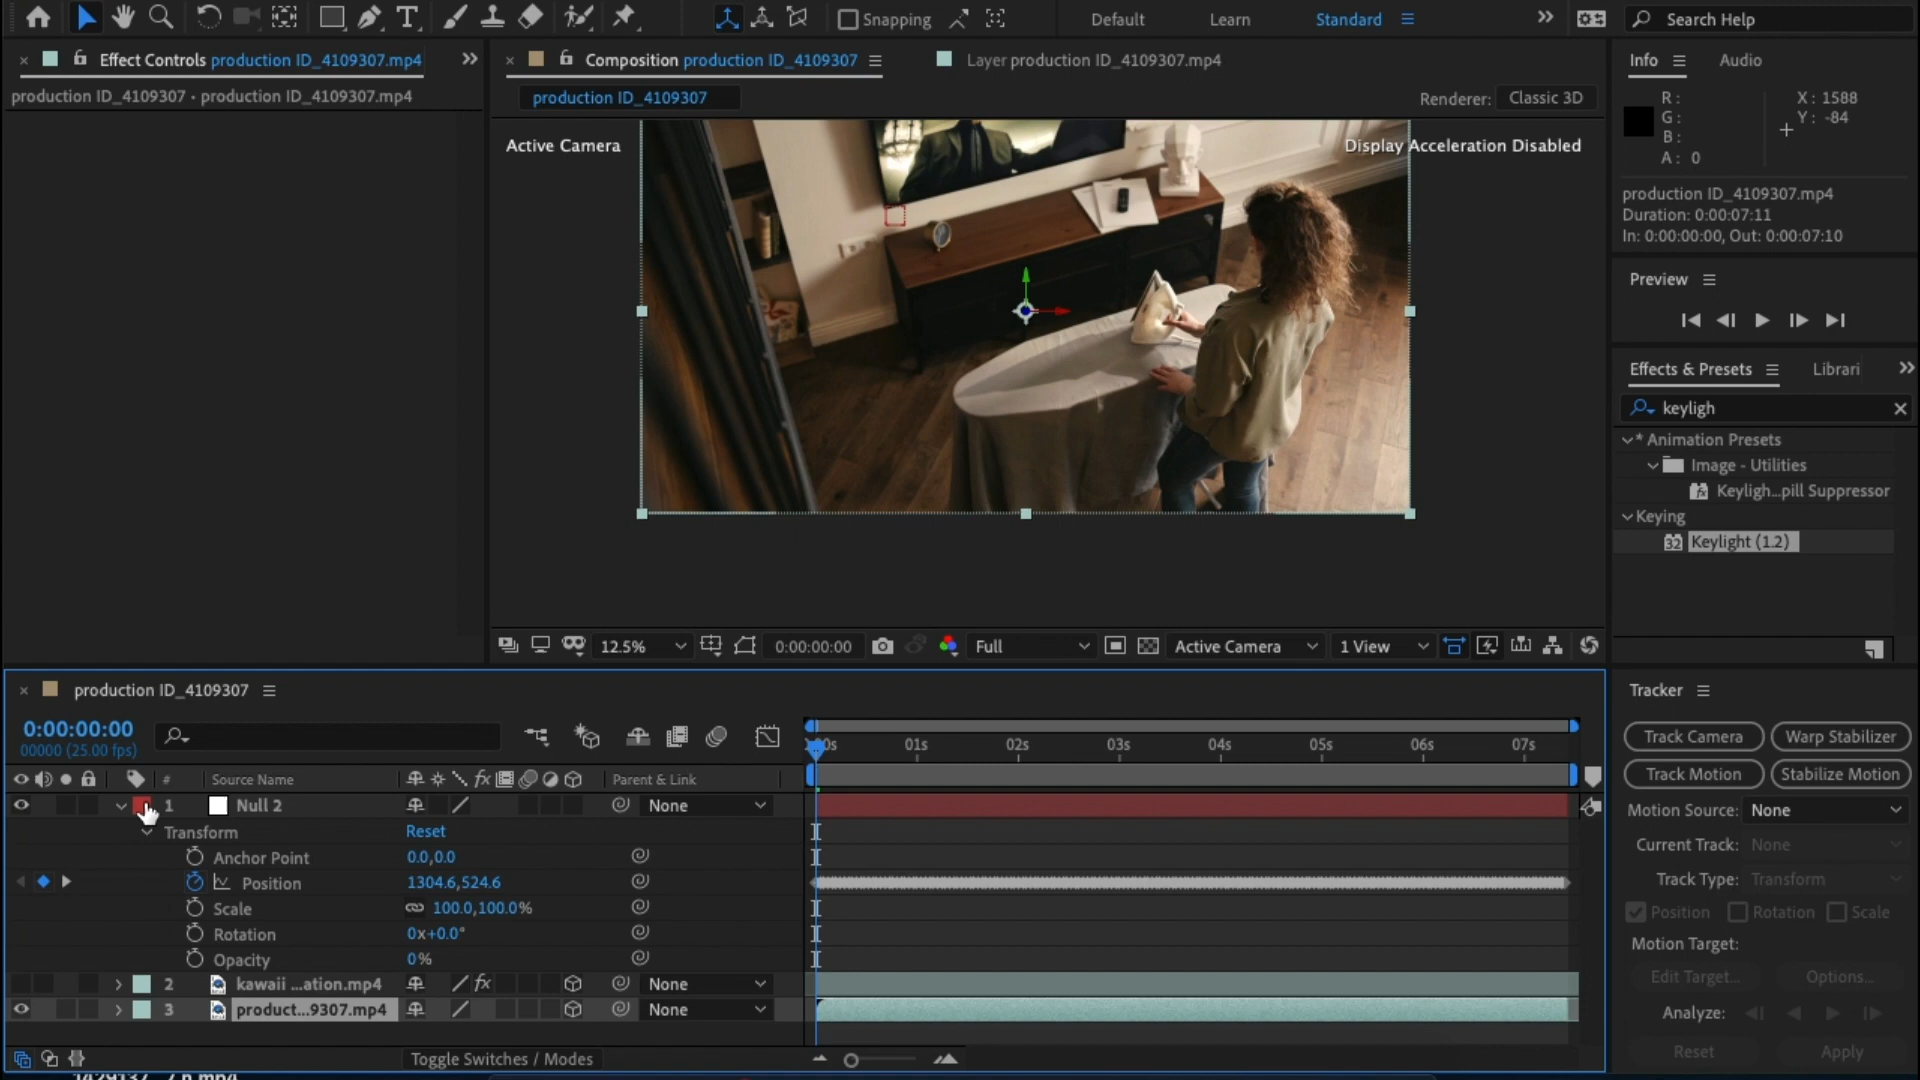 Snapping
Default
Learn
Standard
Search Help
Effect Controls production ID_4109307.mp4
Composition production ID_4109307
Layer production ID_4109307.mp4
Info
Audio
production ID_4109307 • production ID_4109307.mp4
production ID_4109307
Renderer:
Classic 3D
R:
G:
B:
A: 0
X: 1588
Y: -84
Active Camera
Display Acceleration Disabled
production ID_4109307.mp4
Duration: 0:00:07:11
In: 0:00:00:00, Out: 0:00:07:10
Preview
Effects & Presets
Librari
keyligh
* Animation Presets
Image - Utilities
Keyligh...pill Suppressor
Keying
32
Keylight (1.2)
12.5%
0:00:00:00
Full
Active Camera
1 View
production ID_4109307
Tracker
0:00:00:00
00000 (25.00 fps)
01s
02s
03s
04s
05s
06s
07s
Track Camera
Warp Stabilizer
Track Motion
Stabilize Motion
#
Source Name
fx
Parent & Link
1
Null 2
None
Motion Source:
None
Transform
Reset
Current Track:
None
Anchor Point
0.0,0.0
Track Type:
Transform
Position
1304.6,524.6
Position
Rotation
Scale
Scale
100.0,100.0%
Rotation
0x+0.0°
Motion Target:
Opacity
0%
Edit Target...
Options...
2
kawaii ...ation.mp4
fx
None
3
product...9307.mp4
None
Analyze:
Toggle Switches / Modes
Reset
Apply